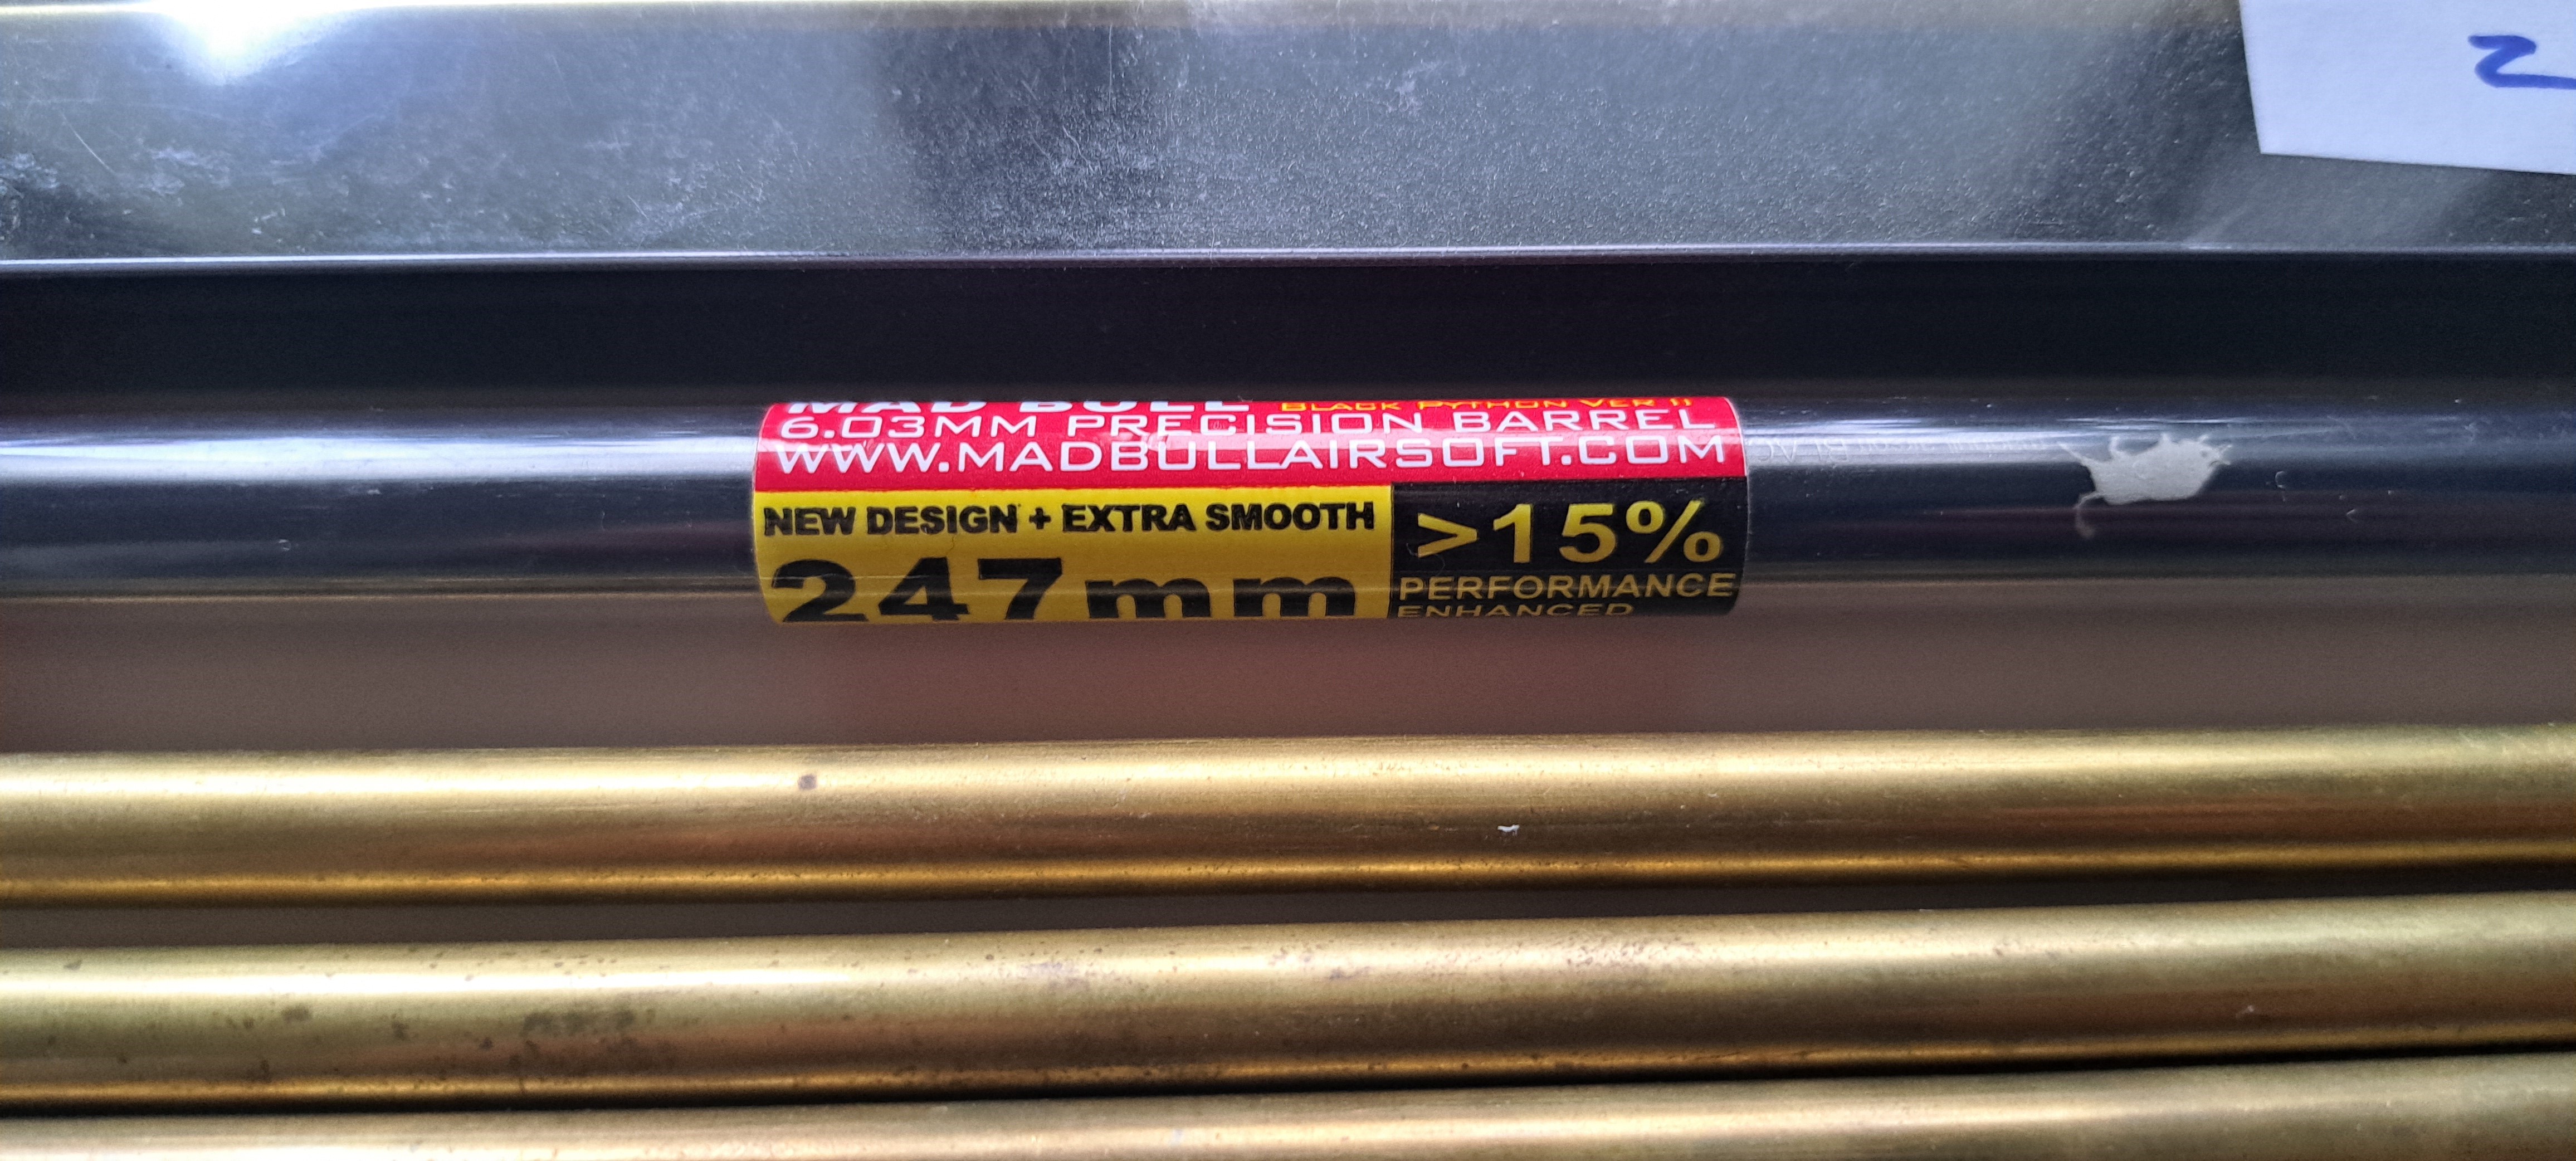 2
MAD BULL BLACK PYTHON VER II
6.03MM PRECISION BARREL
WWW.MADBULLAIRSOFT.COM
NEW DESIGN + EXTRA SMOOTH
247mm
>15%
PERFORMANCE
ENHANCED